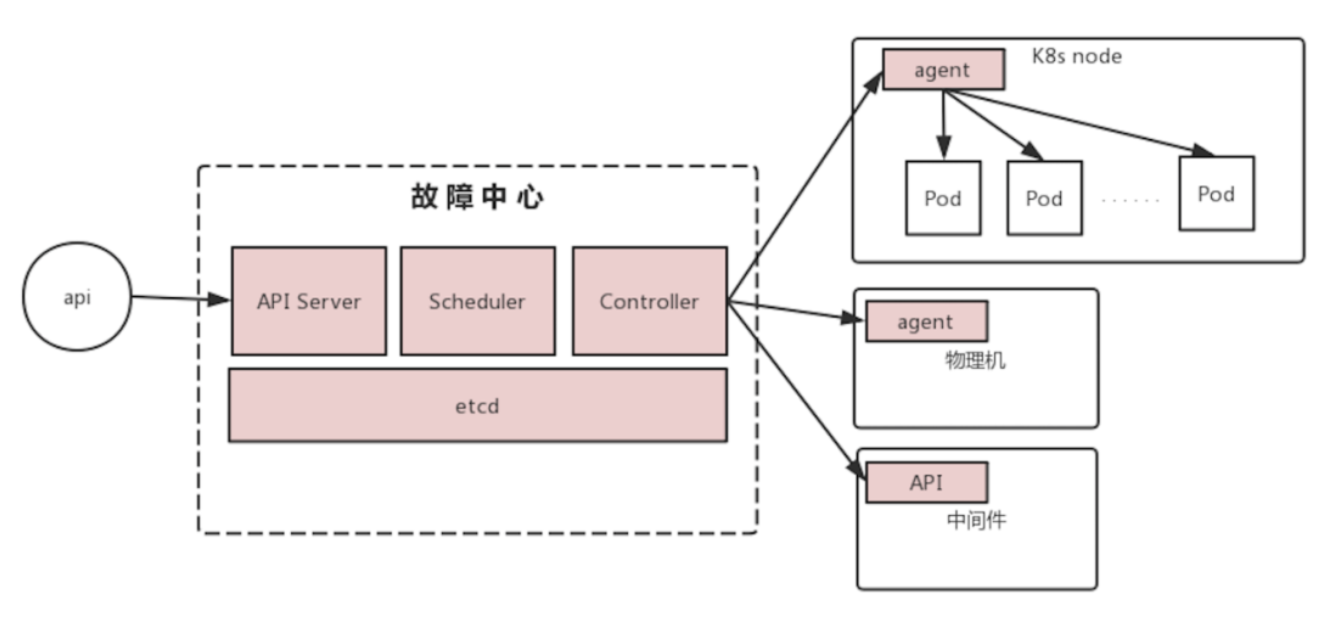 api
故障中心
API Server
Scheduler
Controller
etcd
agent
K8s node
Pod
Pod
......
Pod
agent
物理机
API
中间件